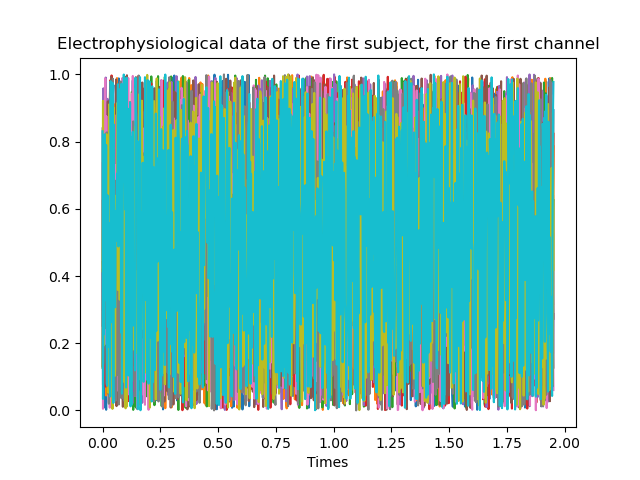 Electrophysiological data of the first subject, for the first channel
1.0
0.8
0.6
0.4
0.2
0.0
0.00 0.25 0.50 0.75 1.00 1.25 1.50 1.75 2.00
Times